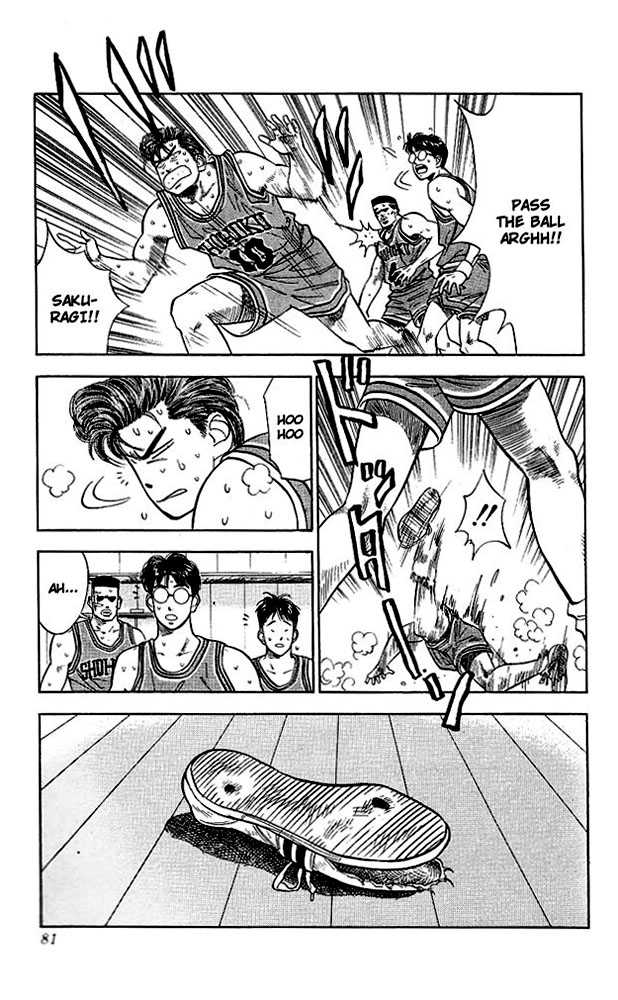 PASS
THE BALL
ARGHH!!
SAKU-
RAGI!!
SHOHOKU
10
!!
HOO
HOO
AH...
SHOH
81